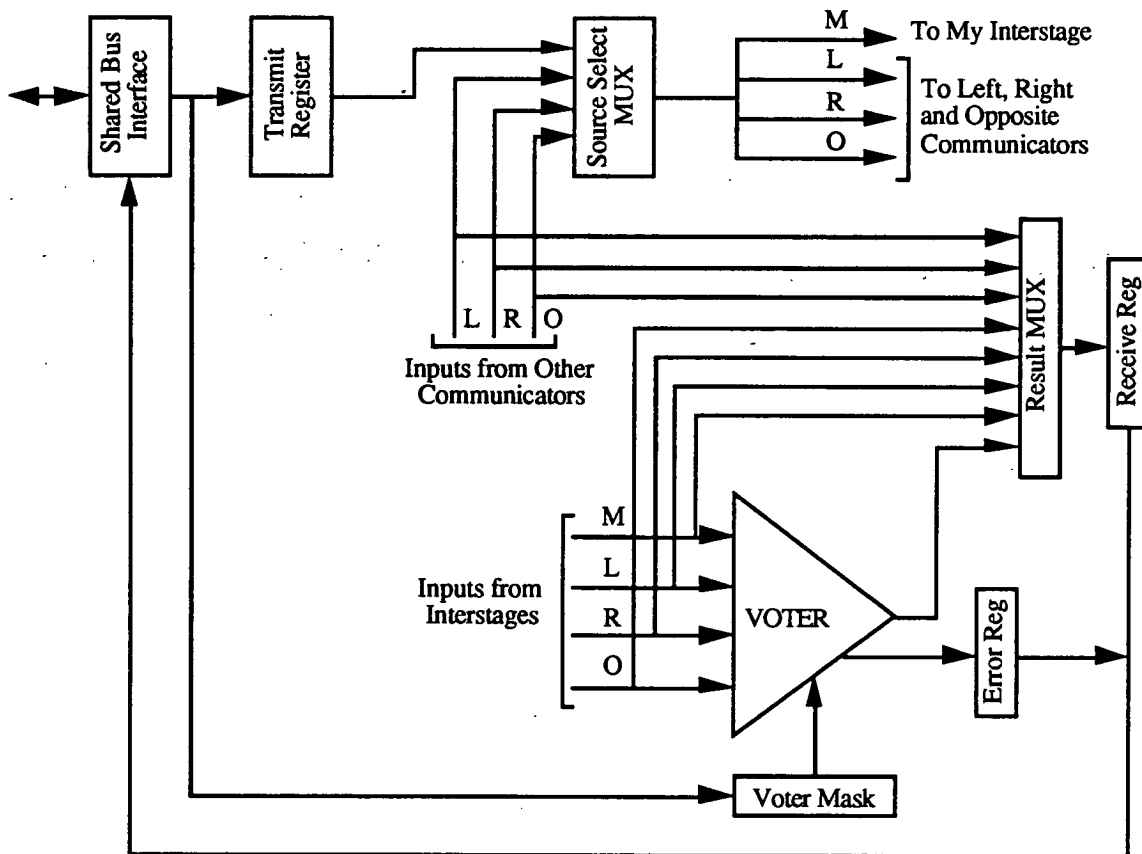 Shared Bus
Interface
Transmit
Register
Source Select
MUX
M
L
R
O
To My Interstage
To Left, Right
and Opposite
Communicators
L R O
Inputs from Other
Communicators
Result MUX
Receive Reg
M
L
R
O
Inputs from
Interstages
VOTER
Error Reg
Voter Mask